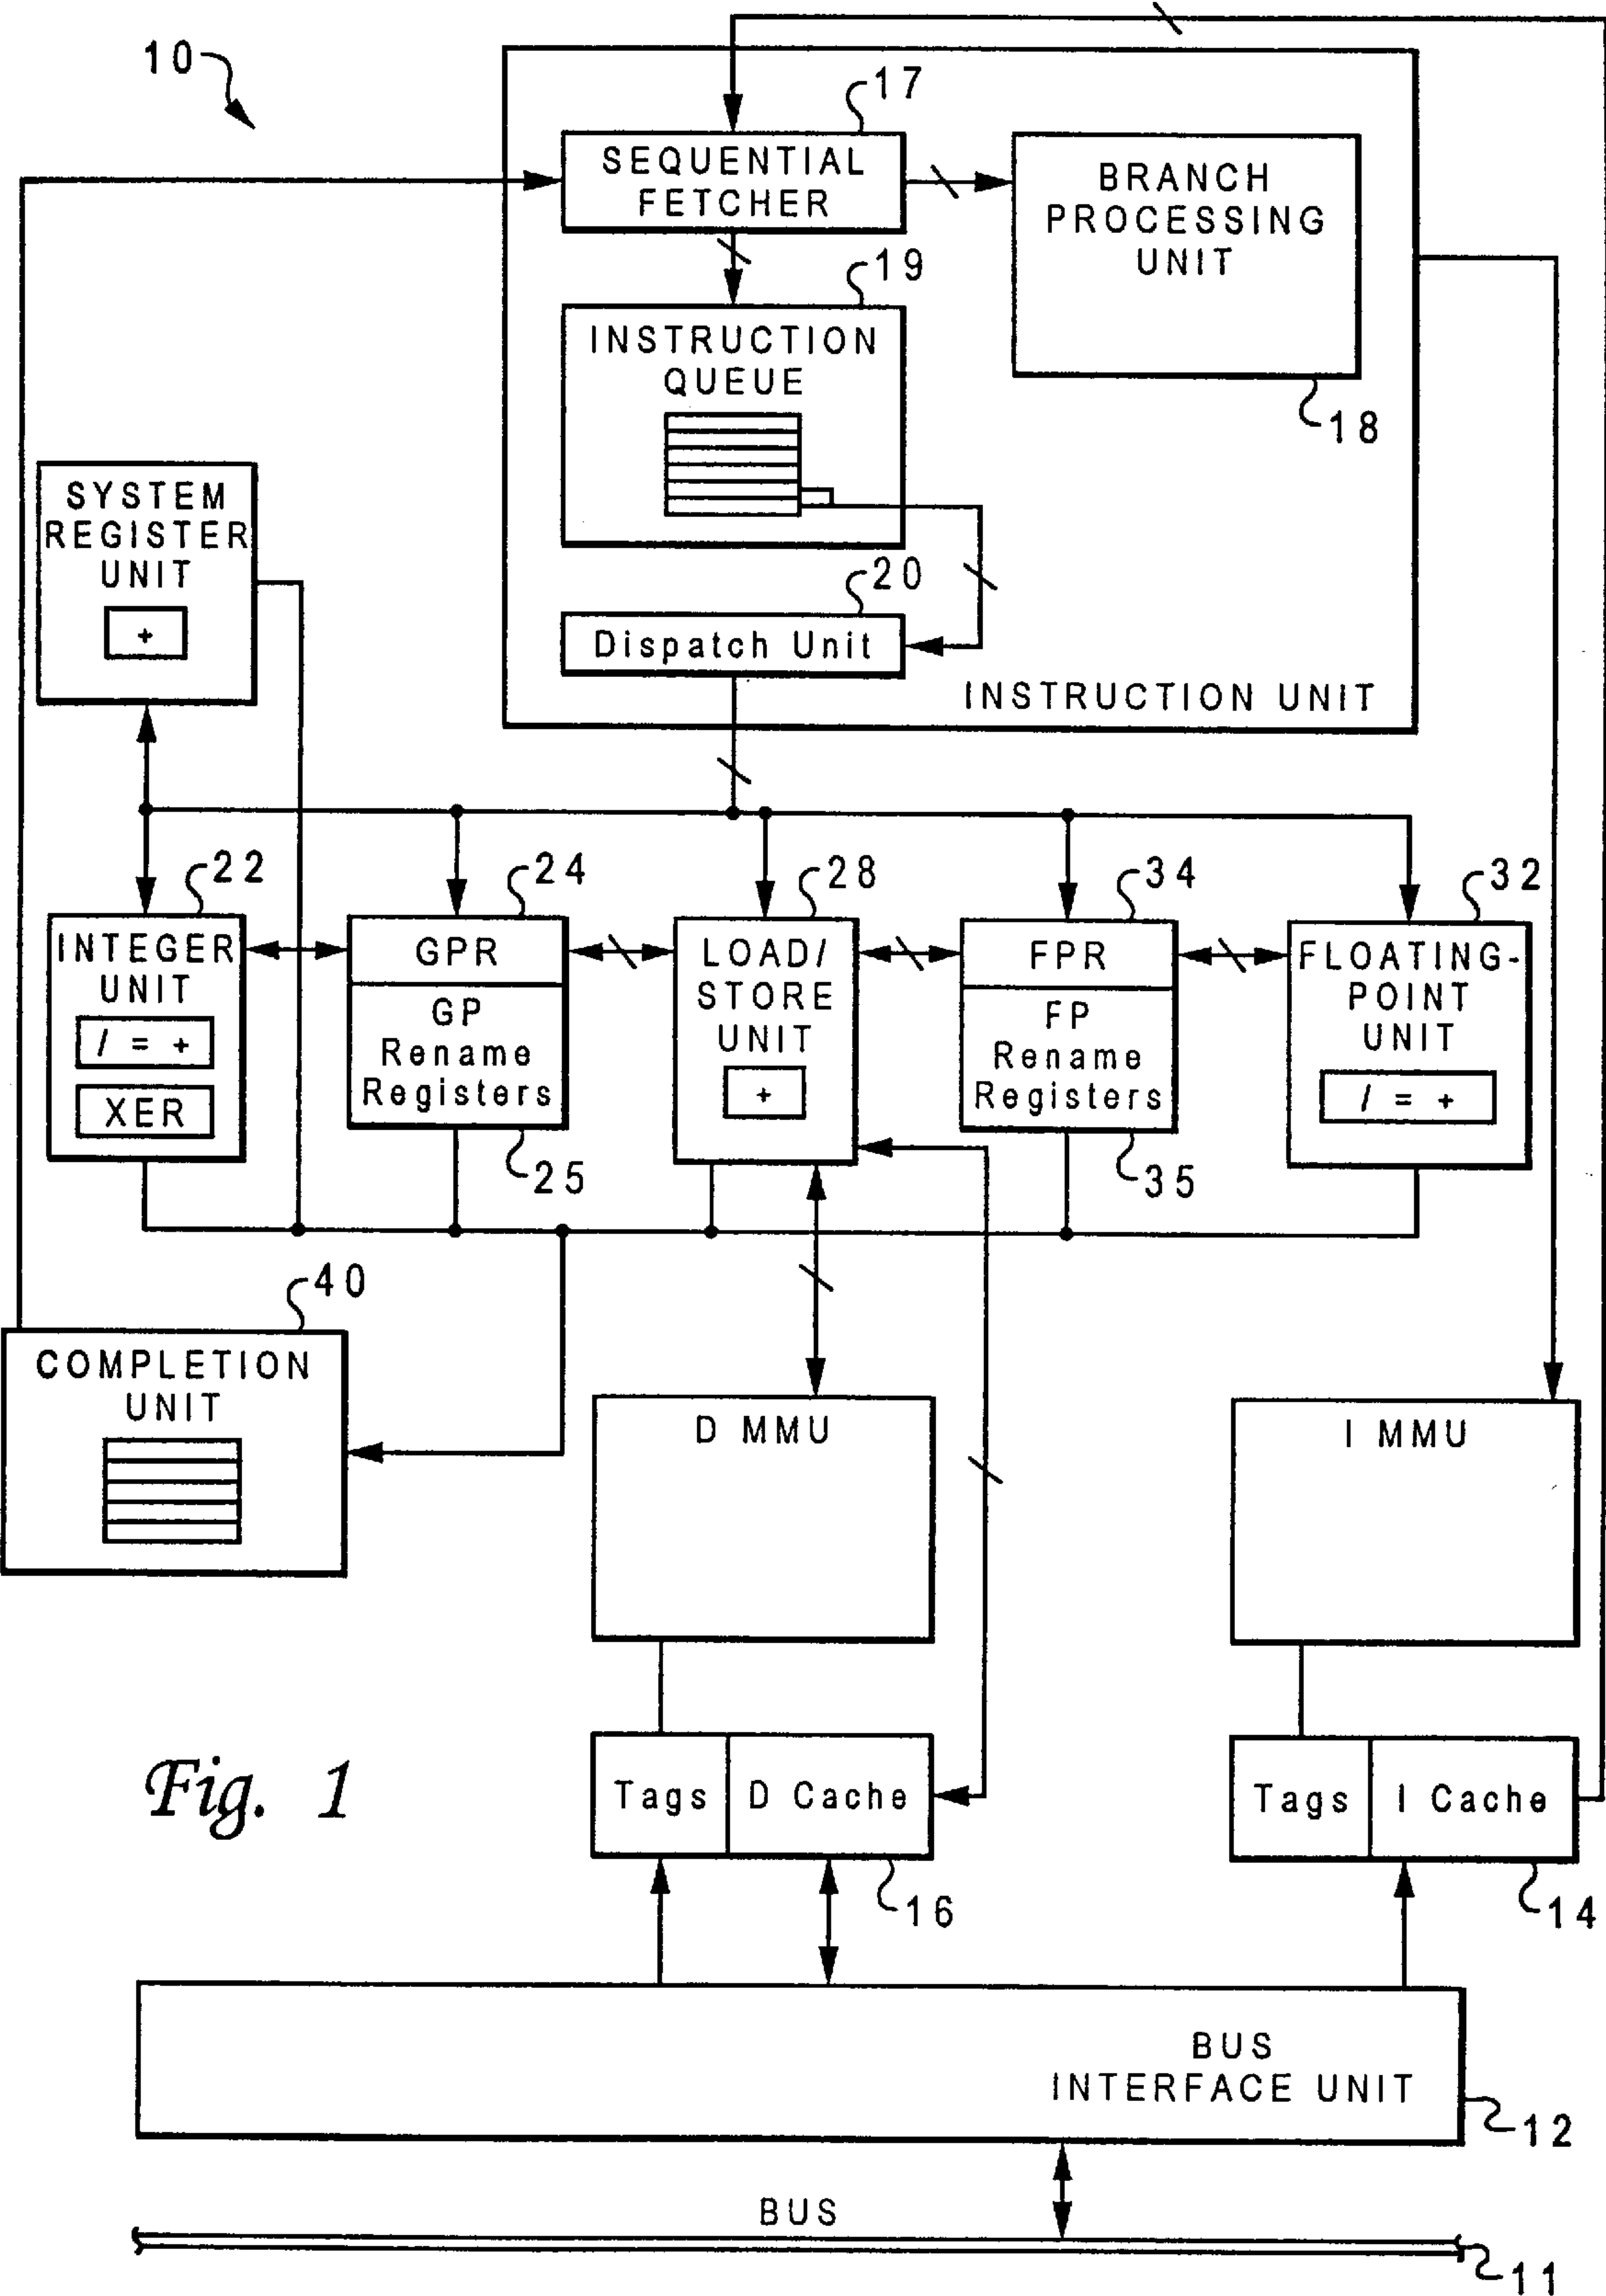 10
17
SEQUENTIAL
FETCHER
BRANCH
PROCESSING
UNIT
18
19
INSTRUCTION
QUEUE
20
Dispatch Unit
INSTRUCTION UNIT
SYSTEM
REGISTER
UNIT
+
22
INTEGER
UNIT
/ = +
XER
24
GPR
GP
Rename
Registers
25
28
LOAD/
STORE
UNIT
+
34
FPR
FP
Rename
Registers
35
32
FLOATING-
POINT
UNIT
/ = +
40
COMPLETION
UNIT
D MMU
I MMU
Tags
D Cache
16
Tags
I Cache
14
Fig. 1
BUS
INTERFACE UNIT
12
BUS
11